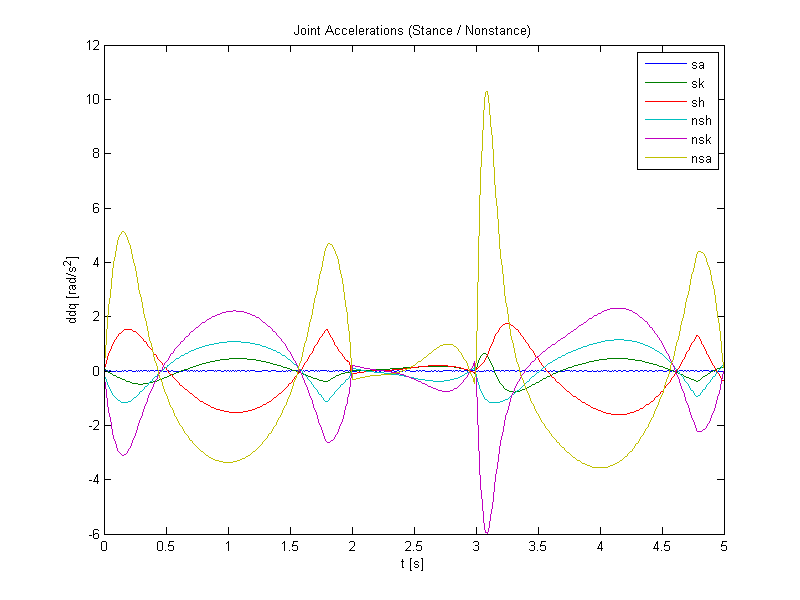 Joint Accelerations (Stance / Nonstance)
12
10
8
6
4
2
0
-2
-4
-6
ddq [rad/s²]
sa
sk
sh
nsh
nsk
nsa
0 0.5 1 1.5 2 2.5 3 3.5 4 4.5 5
t [s]